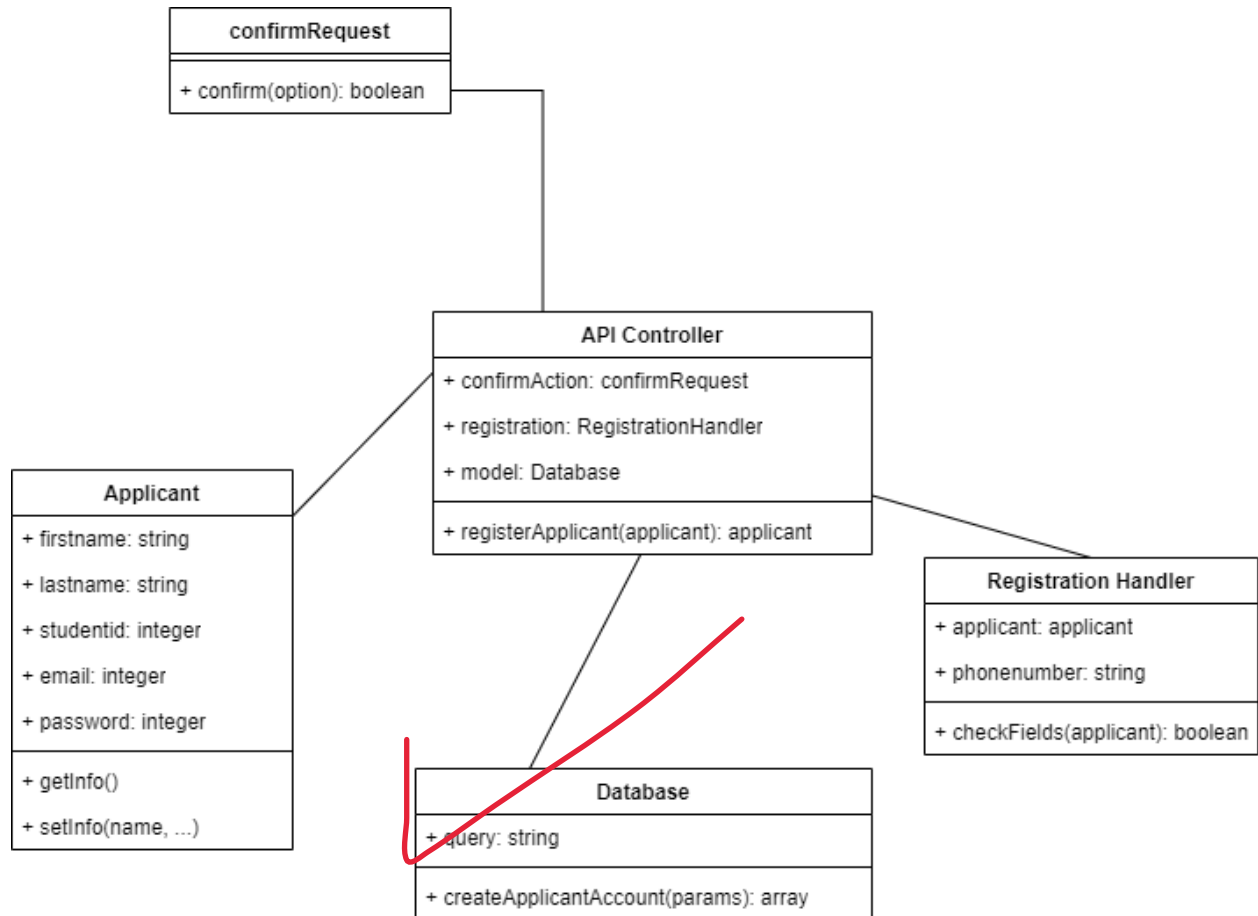 confirmRequest
+ confirm(option): boolean
API Controller
+ confirmAction: confirmRequest
+ registration: RegistrationHandler
+ model: Database
+ registerApplicant(applicant): applicant
Applicant
+ firstname: string
+ lastname: string
+ studentid: integer
+ email: integer
+ password: integer
+ getInfo()
+ setInfo(name, ...)
Registration Handler
+ applicant: applicant
+ phonenumber: string
+ checkFields(applicant): boolean
Database
+ query: string
+ createApplicantAccount(params): array